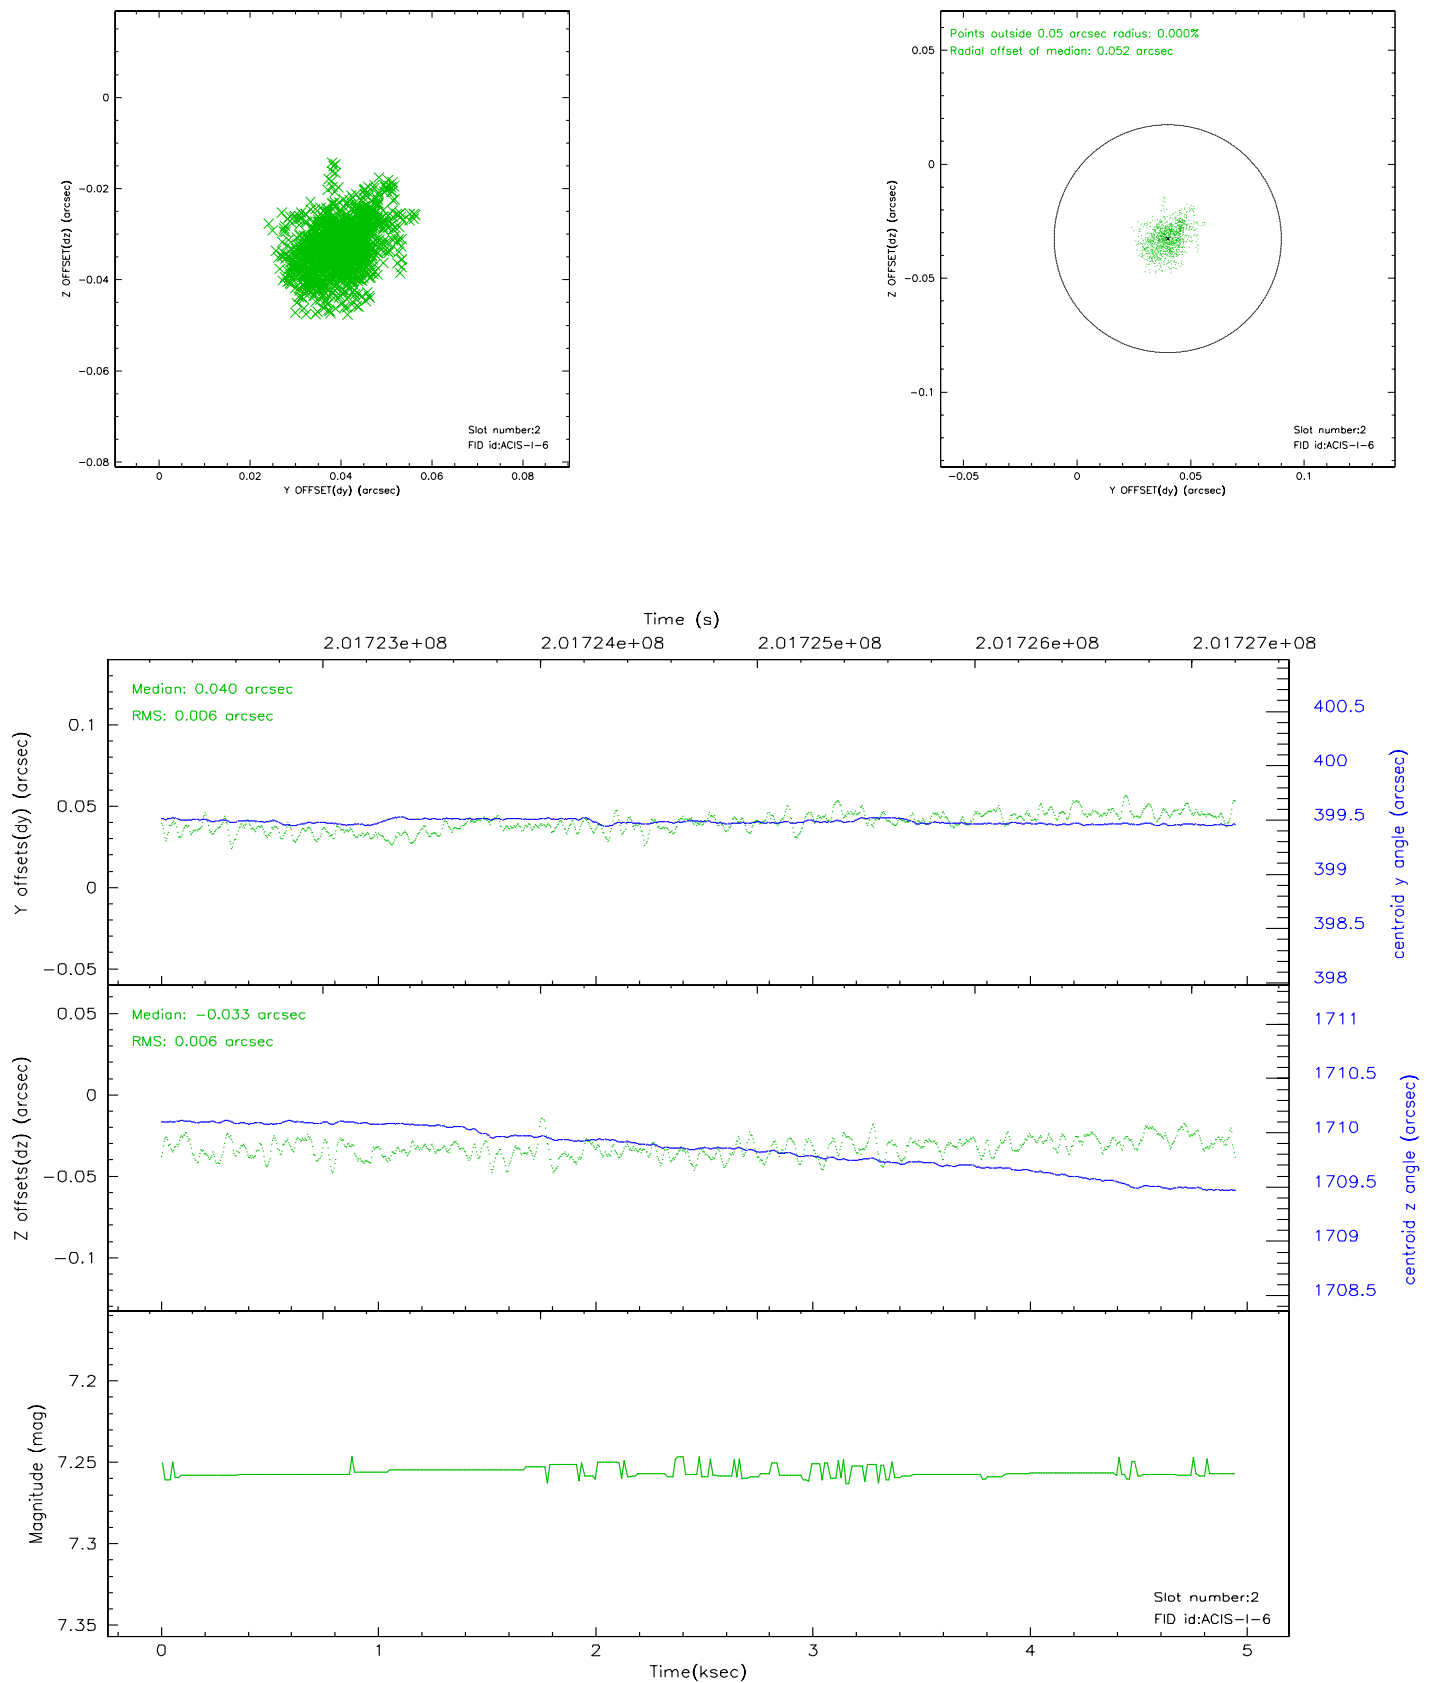 0
-0.02
-0.04
-0.06
-0.08
Z OFFSET(dz) (arcsec)
Slot number:2
FID id:ACIS-I-6
0 0.02 0.04 0.06 0.08
Y OFFSET(dy) (arcsec)
Points outside 0.05 arcsec radius: 0.000%
Radial offset of median: 0.052 arcsec
0.05
0
-0.05
-0.1
Z OFFSET(dz) (arcsec)
Slot number:2
FID id:ACIS-I-6
-0.05 0 0.05 0.1
Y OFFSET(dy) (arcsec)
Time (s)
2.01723e+08 2.01724e+08 2.01725e+08 2.01726e+08 2.01727e+08
Median: 0.040 arcsec
RMS: 0.006 arcsec
0.1
0.05
0
-0.05
Y offsets(dy) (arcsec)
400.5
400
399.5
399
398.5
398
centroid y angle (arcsec)
Median: -0.033 arcsec
RMS: 0.006 arcsec
0.05
0
-0.05
-0.1
Z offsets(dz) (arcsec)
1711
1710.5
1710
1709.5
1709
1708.5
centroid z angle (arcsec)
7.2
7.25
7.3
7.35
Magnitude (mag)
Slot number:2
FID id:ACIS-I-6
0 1 2 3 4 5
Time(ksec)